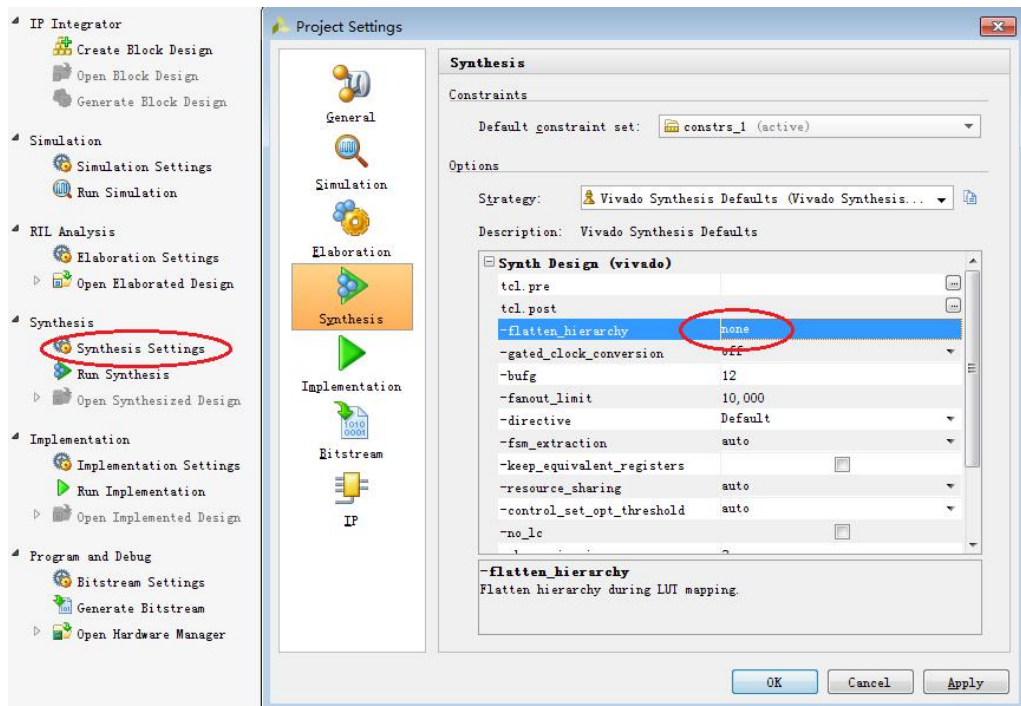 IP Integrator
Create Block Design
Open Block Design
Generate Block Design
Simulation
Simulation Settings
Run Simulation
RTL Analysis
Elaboration Settings
Open Elaborated Design
Synthesis
Synthesis Settings
Run Synthesis
Open Synthesized Design
Implementation
Implementation Settings
Run Implementation
Open Implemented Design
Program and Debug
Bitstream Settings
Generate Bitstream
Open Hardware Manager
Project Settings
General
Simulation
Elaboration
Synthesis
Implementation
Bitstream
IP
Synthesis
Constraints
Default constraint set: constrs_1 (active)
Options
Strategy: Vivado Synthesis Defaults (Vivado Synthesis...
Description: Vivado Synthesis Defaults
Synth Design (vivado)
tcl.pre
tcl.post
-flatten_hierarchy none
-gated_clock_conversion off
-bufg 12
-fanout_limit 10,000
-directive Default
-fsm_extraction auto
-keep_equivalent_registers
-resource_sharing auto
-control_set_opt_threshold auto
-no_lc
-flatten_hierarchy
Flatten hierarchy during LUT mapping.
OK Cancel Apply